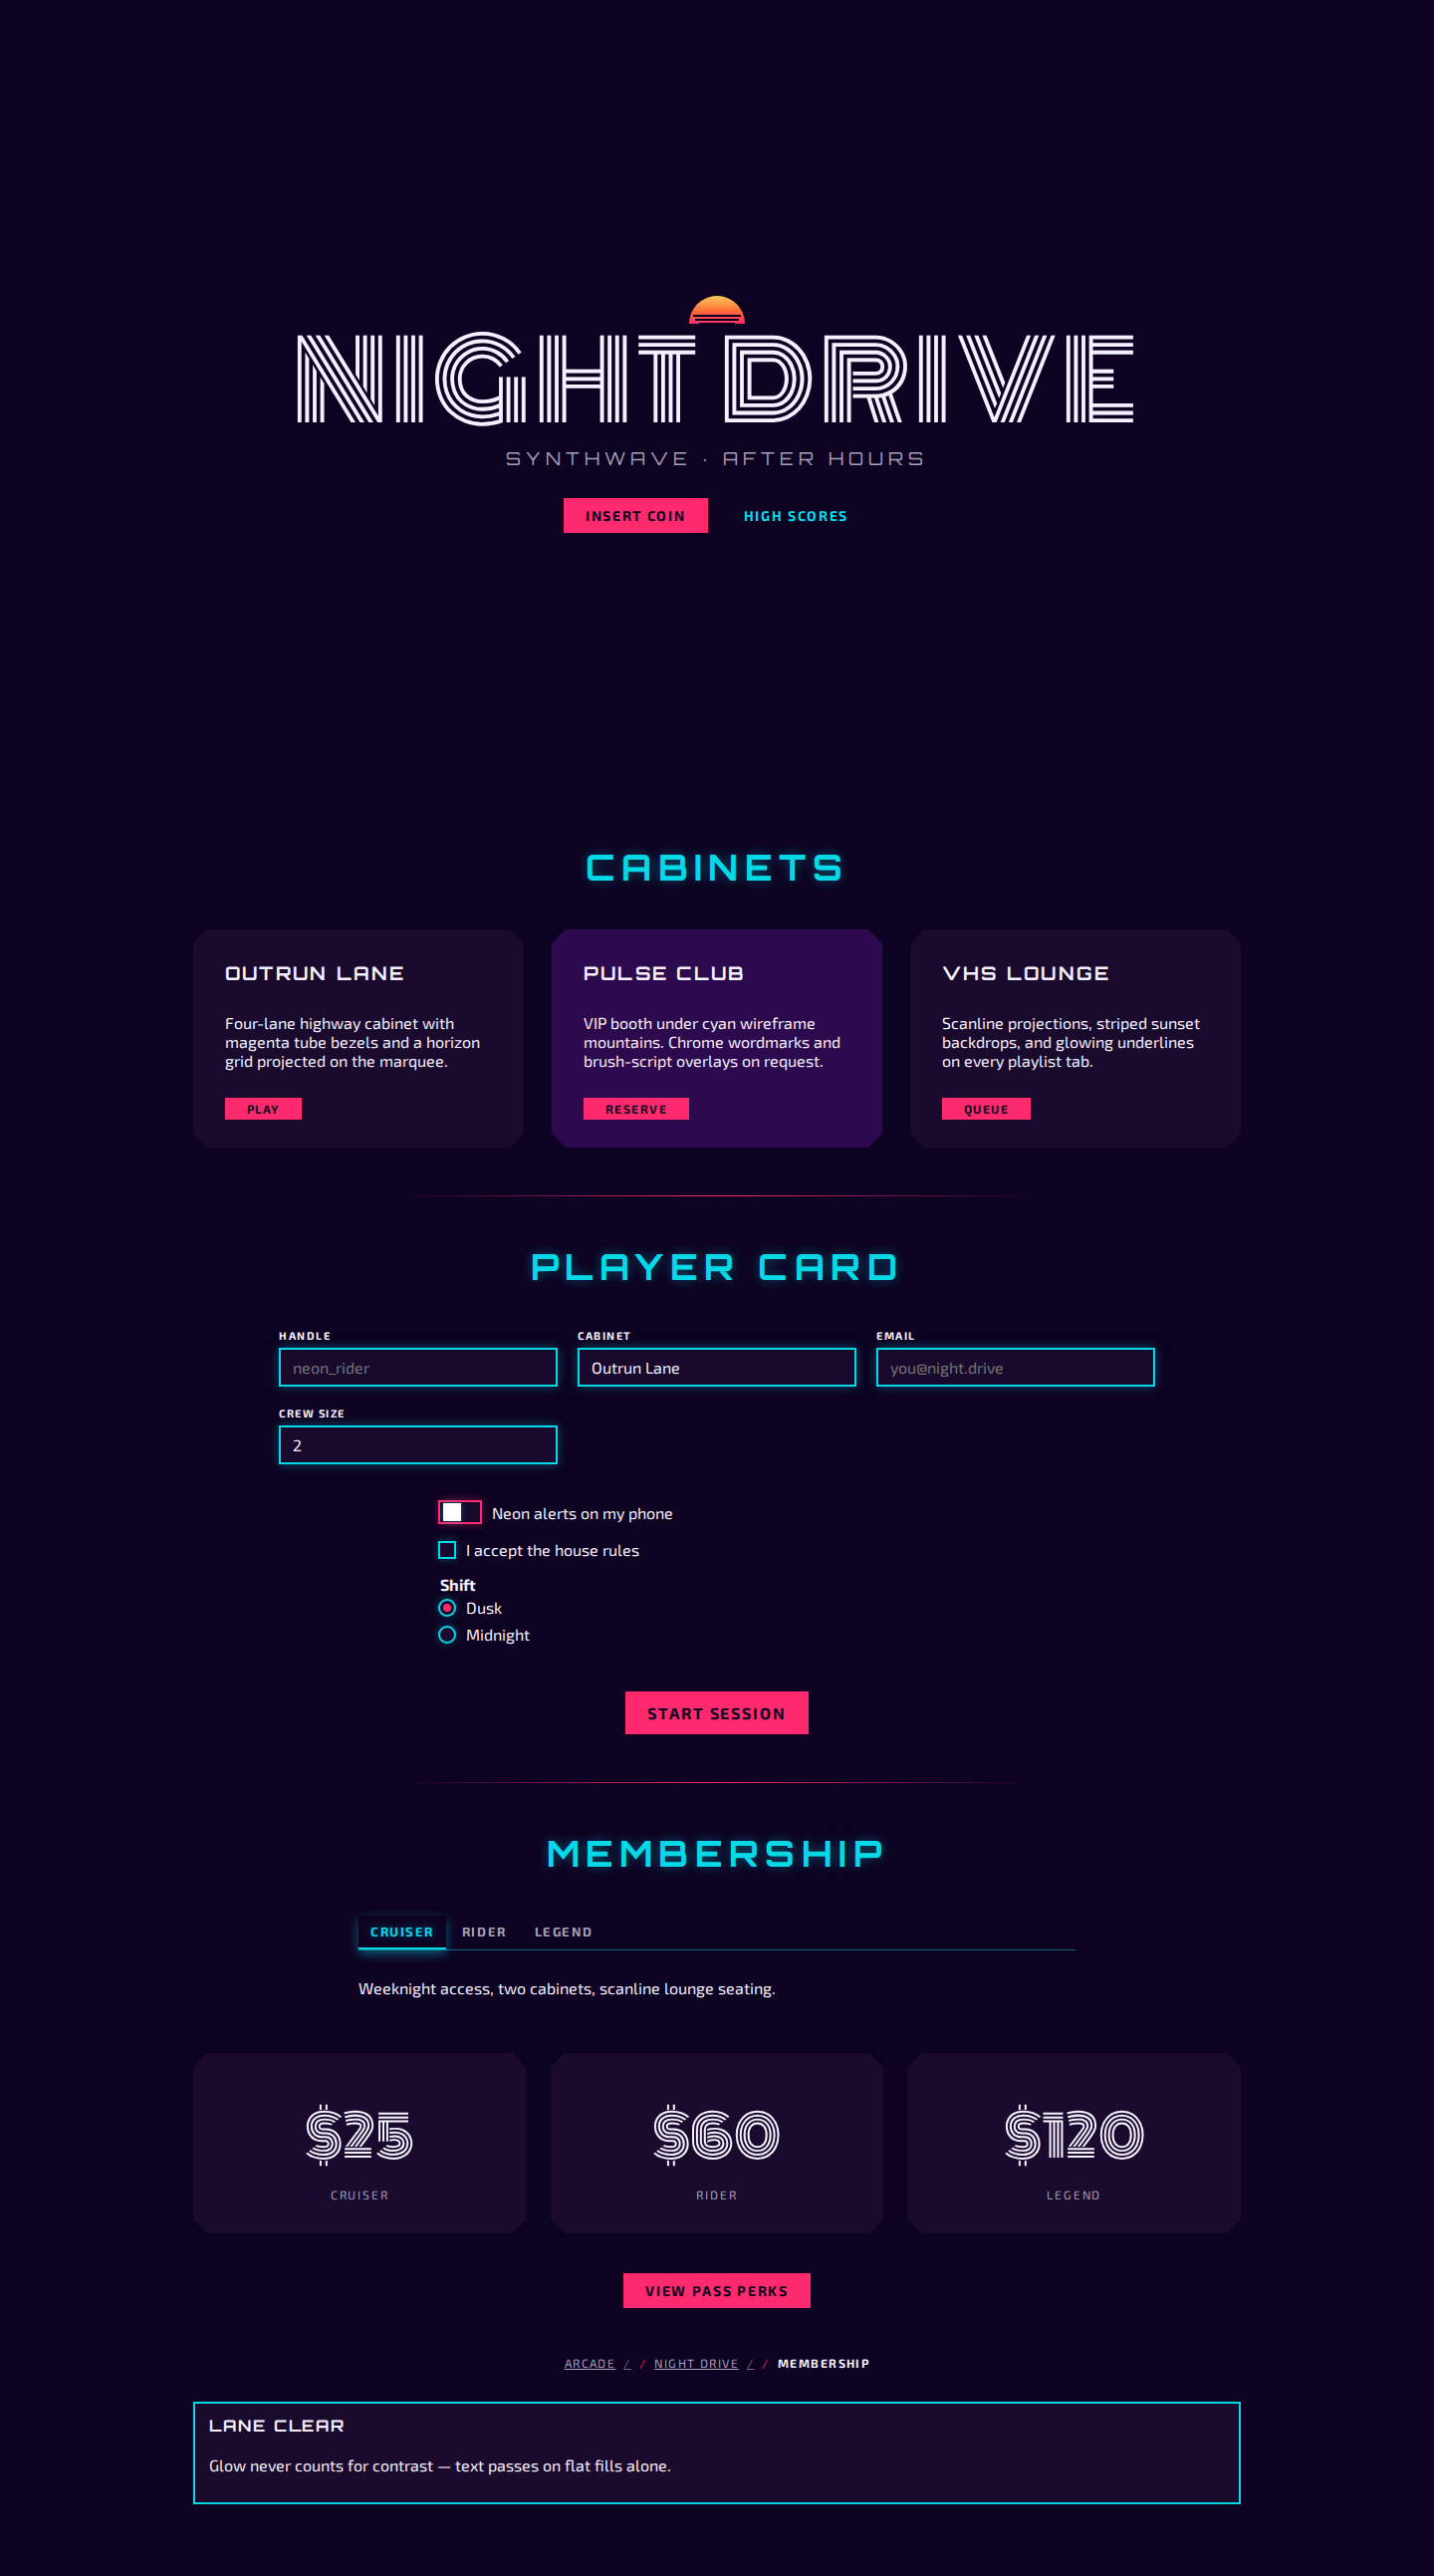 NIGHT DRIVE
SYNTHWAVE · AFTER HOURS
INSERT COIN
HIGH SCORES
CABINETS
OUTRUN LANE
Four-lane highway cabinet with
magenta tube bezels and a horizon
grid projected on the marquee.
PLAY
PULSE CLUB
VIP booth under cyan wireframe
mountains. Chrome wordmarks and
brush-script overlays on request.
RESERVE
VHS LOUNGE
Scanline projections, striped sunset
backdrops, and glowing underlines
on every playlist tab.
QUEUE
PLAYER CARD
HANDLE
neon_rider
CABINET
Outrun Lane
EMAIL
you@night.drive
CREW SIZE
2
Neon alerts on my phone
I accept the house rules
Shift
Dusk
Midnight
START SESSION
MEMBERSHIP
CRUISER RIDER LEGEND
Weeknight access, two cabinets, scanline lounge seating.
$25
CRUISER
$60
RIDER
$120
LEGEND
VIEW PASS PERKS
ARCADE / / NIGHT DRIVE / / MEMBERSHIP
LANE CLEAR
Glow never counts for contrast — text passes on flat fills alone.